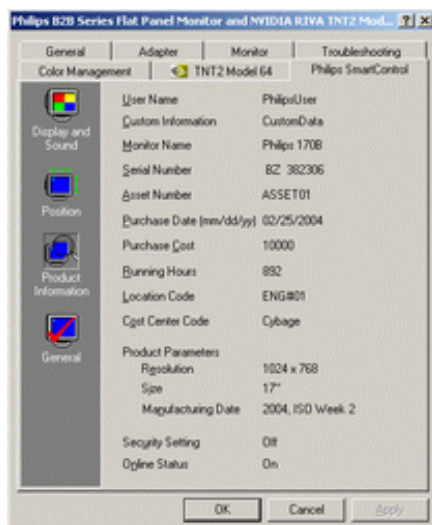 Philips B2B Series Flat Panel Monitor and NVIDIA RIVA TNT2 Mod...
General Adapter Monitor Troubleshooting
Color Management TNT2 Model 64 Philips SmartControl
Display and Sound
Position
Product Information
General
User Name PhilipsUser
Custom Information CustomData
Monitor Name Philips 170B
Serial Number BZ 382306
Asset Number ASSET01
Purchase Date (mm/dd/yy) 02/25/2004
Purchase Cost 10000
Running Hours 892
Location Code ENG#01
Cost Center Code Cybage
Product Parameters
Resolution 1024 x 768
Size 17"
Manufacturing Date 2004, ISO Week 2
Security Setting Off
Online Status On
OK Cancel Apply